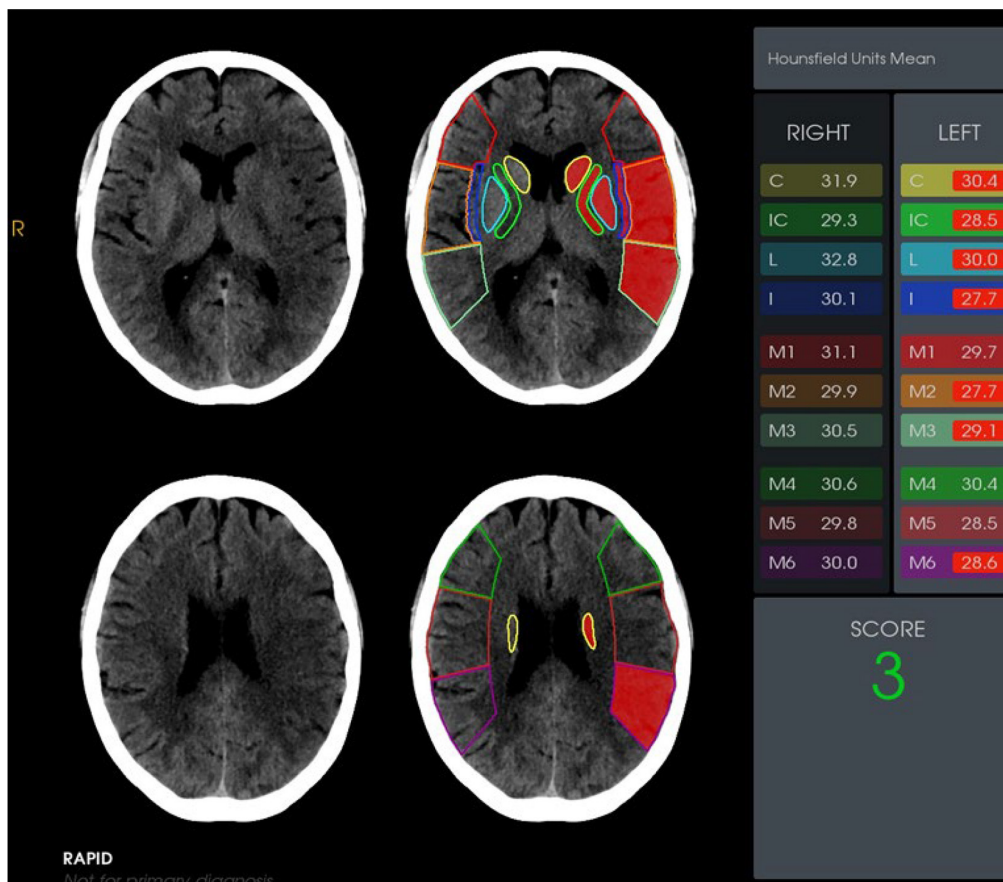 Hounsfield Units Mean
RIGHT LEFT
R
C 31.9 C 30.4
IC 29.3 IC 28.5
L 32.8 L 30.0
I 30.1 I 27.7
M1 31.1 M1 29.7
M2 29.9 M2 27.7
M3 30.5 M3 29.1
M4 30.6 M4 30.4
M5 29.8 M5 28.5
M6 30.0 M6 28.6
SCORE
3
RAPID
Not for primary diagnosis